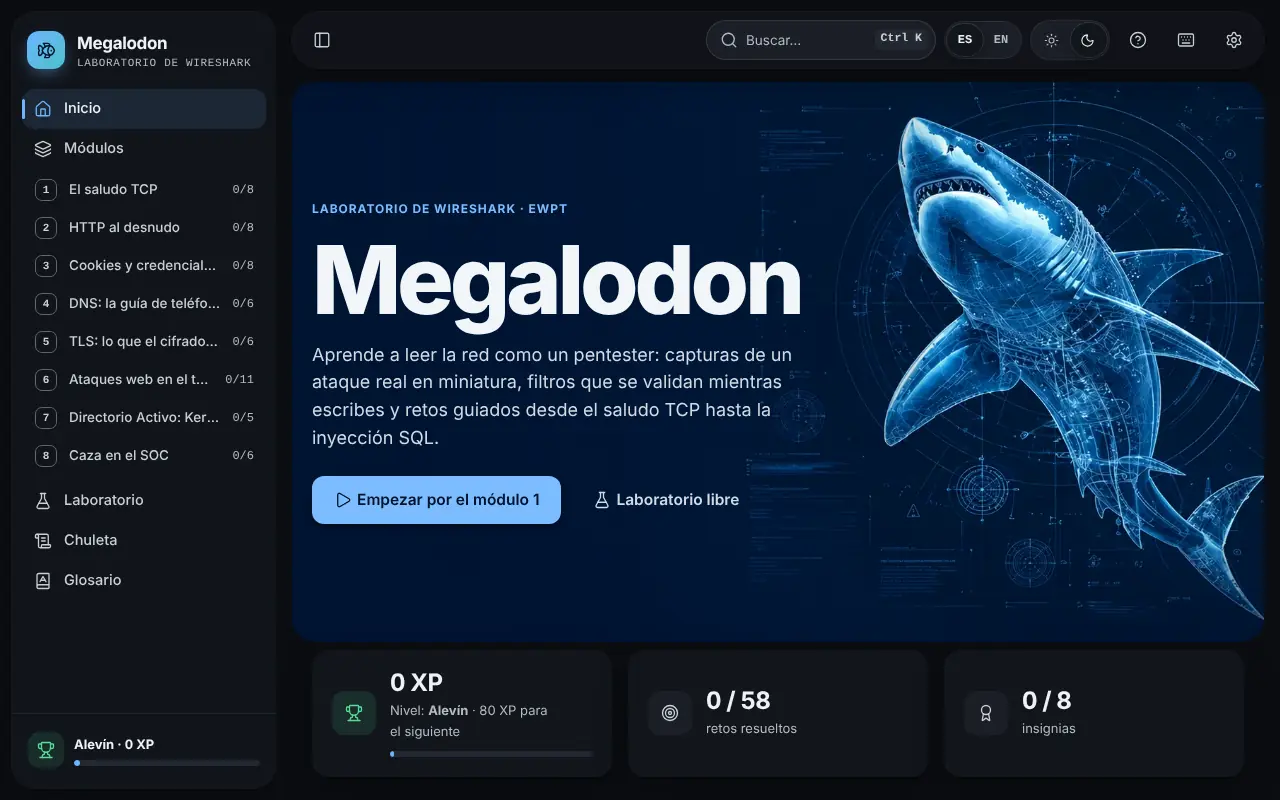 Megalodon
LABORATORIO DE WIRESHARK
Inicio
Módulos
1 El saludo TCP 0/8
2 HTTP al desnudo 0/8
3 Cookies y credencial... 0/8
4 DNS: la guía de teléfo... 0/6
5 TLS: lo que el cifrado... 0/6
6 Ataques web en el t... 0/11
7 Directorio Activo: Ker... 0/5
8 Caza en el SOC 0/6
Laboratorio
Chuleta
Glosario
Alevín · 0 XP
Buscar... Ctrl K ES EN
LABORATORIO DE WIRESHARK · EWPT
Megalodon
Aprende a leer la red como un pentester: capturas de un
ataque real en miniatura, filtros que se validan mientras
escribes y retos guiados desde el saludo TCP hasta la
inyección SQL.
Empezar por el módulo 1 Laboratorio libre
0 XP
Nivel: Alevín · 80 XP para
el siguiente
0 / 58
retos resueltos
0 / 8
insignias